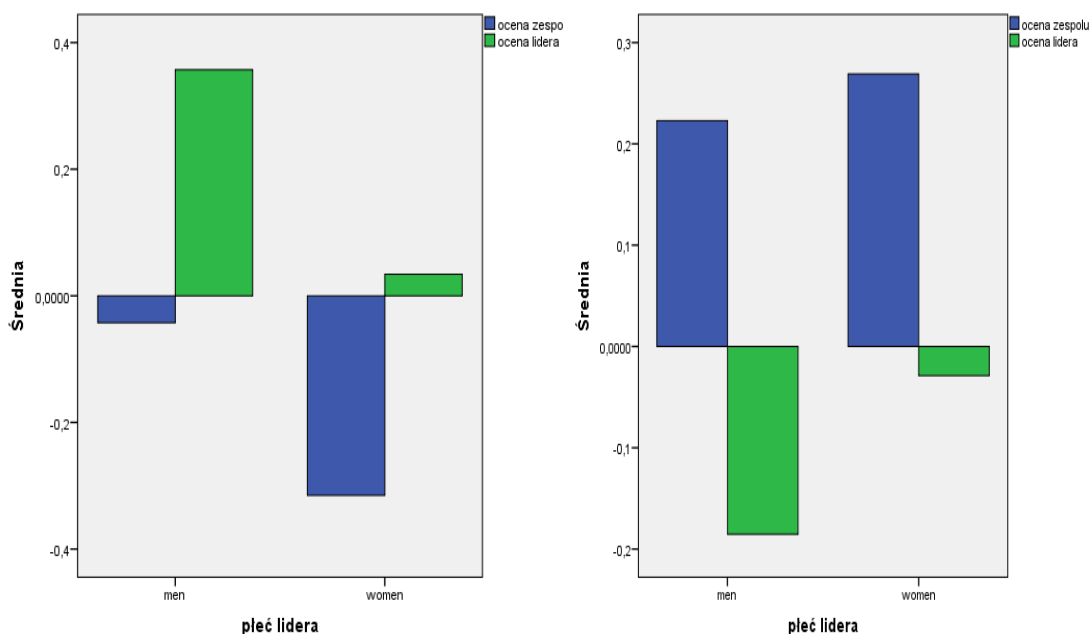 ocena zespo
ocena lidera
0,4
0,2
0,0000
-0,2
-0,4
Średnia
men
women
płeć lidera
ocena zespolu
ocena lidera
0,3
0,2
0,1
0,0000
-0,1
-0,2
Średnia
men
women
płeć lidera